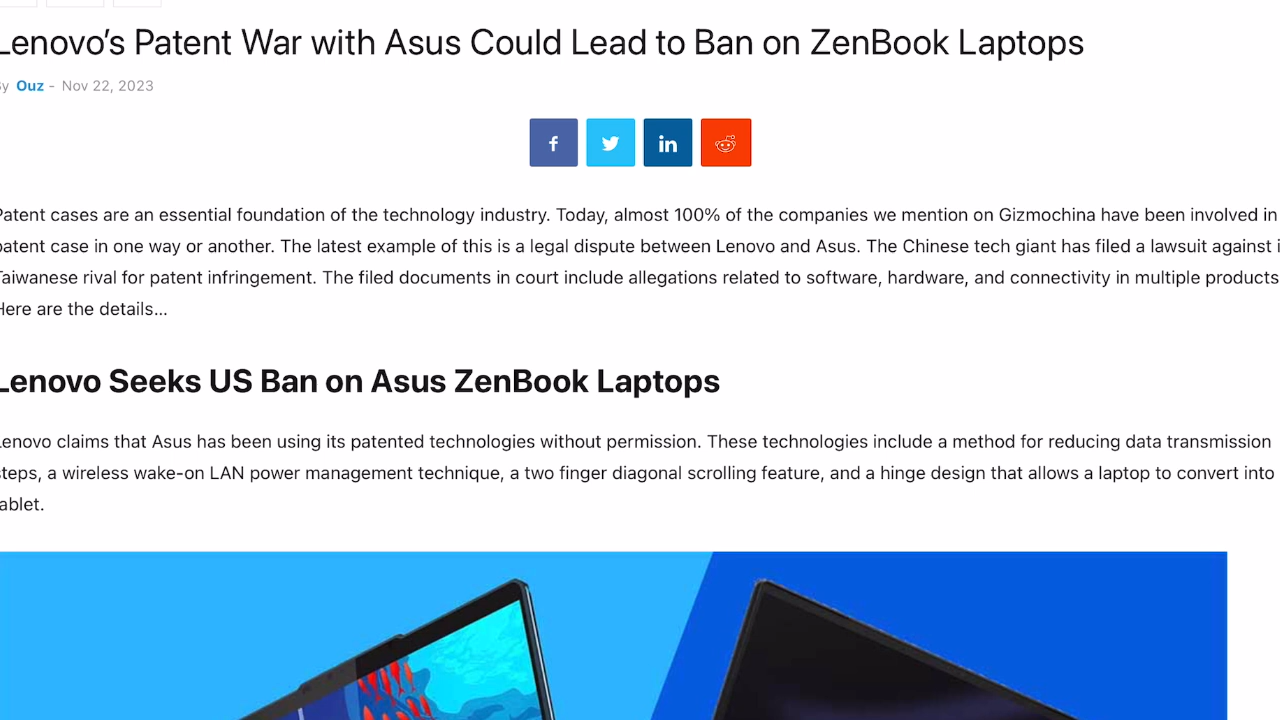 Lenovo's Patent War with Asus Could Lead to Ban on ZenBook Laptops
By Ouz - Nov 22, 2023
f
in
Patent cases are an essential foundation of the technology industry. Today, almost 100% of the companies we mention on Gizmochina have been involved in
patent case in one way or another. The latest example of this is a legal dispute between Lenovo and Asus. The Chinese tech giant has filed a lawsuit against
Taiwanese rival for patent infringement. The filed documents in court include allegations related to software, hardware, and connectivity in multiple products
Here are the details...
Lenovo Seeks US Ban on Asus ZenBook Laptops
Lenovo claims that Asus has been using its patented technologies without permission. These technologies include a method for reducing data transmission
steps, a wireless wake-on LAN power management technique, a two finger diagonal scrolling feature, and a hinge design that allows a laptop to convert into
tablet.